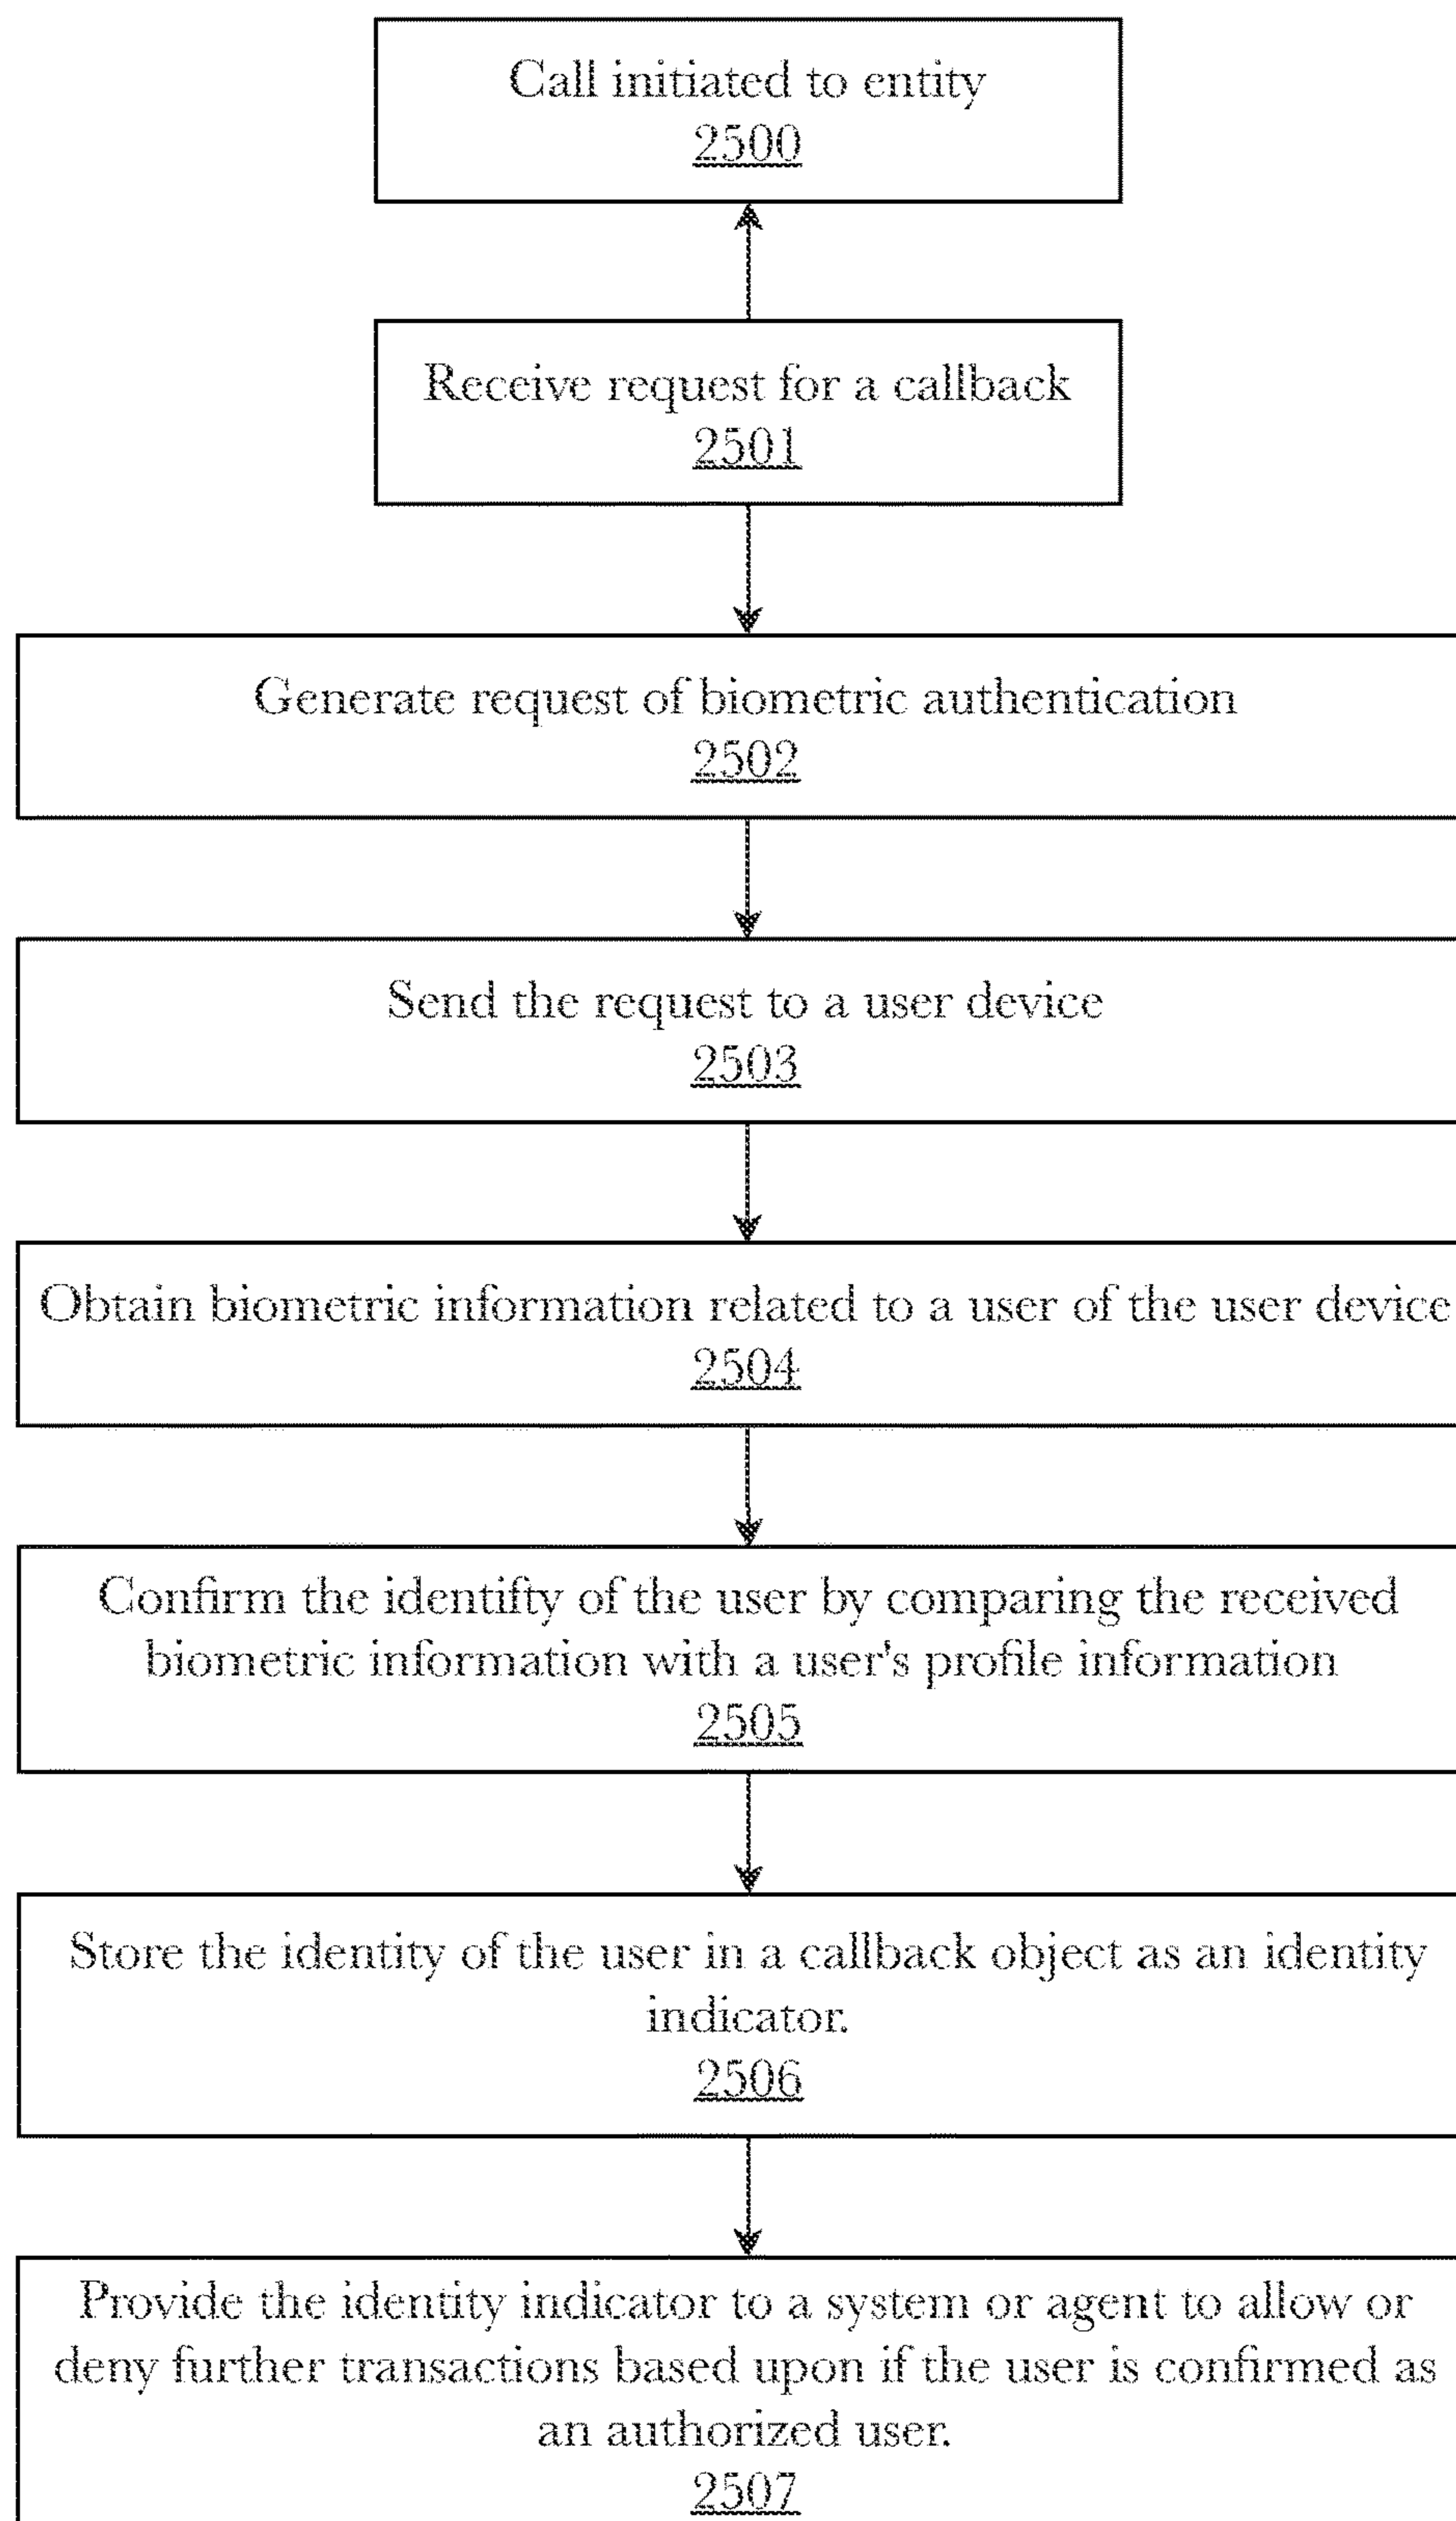 Call initiated to entity
2500
Receive request for a callback
2501
Generate request of biometric authentication
2502
Send the request to a user device
2503
Obtain biometric information related to a user of the user device
2504
Confirm the identifty of the user by comparing the received
biometric information with a user's profile information
2505
Store the identity of the user in a callback object as an identity
indicator.
2506
Provide the identity indicator to a system or agent to allow or
deny further transactions based upon if the user is confirmed as
an authorized user.
2507